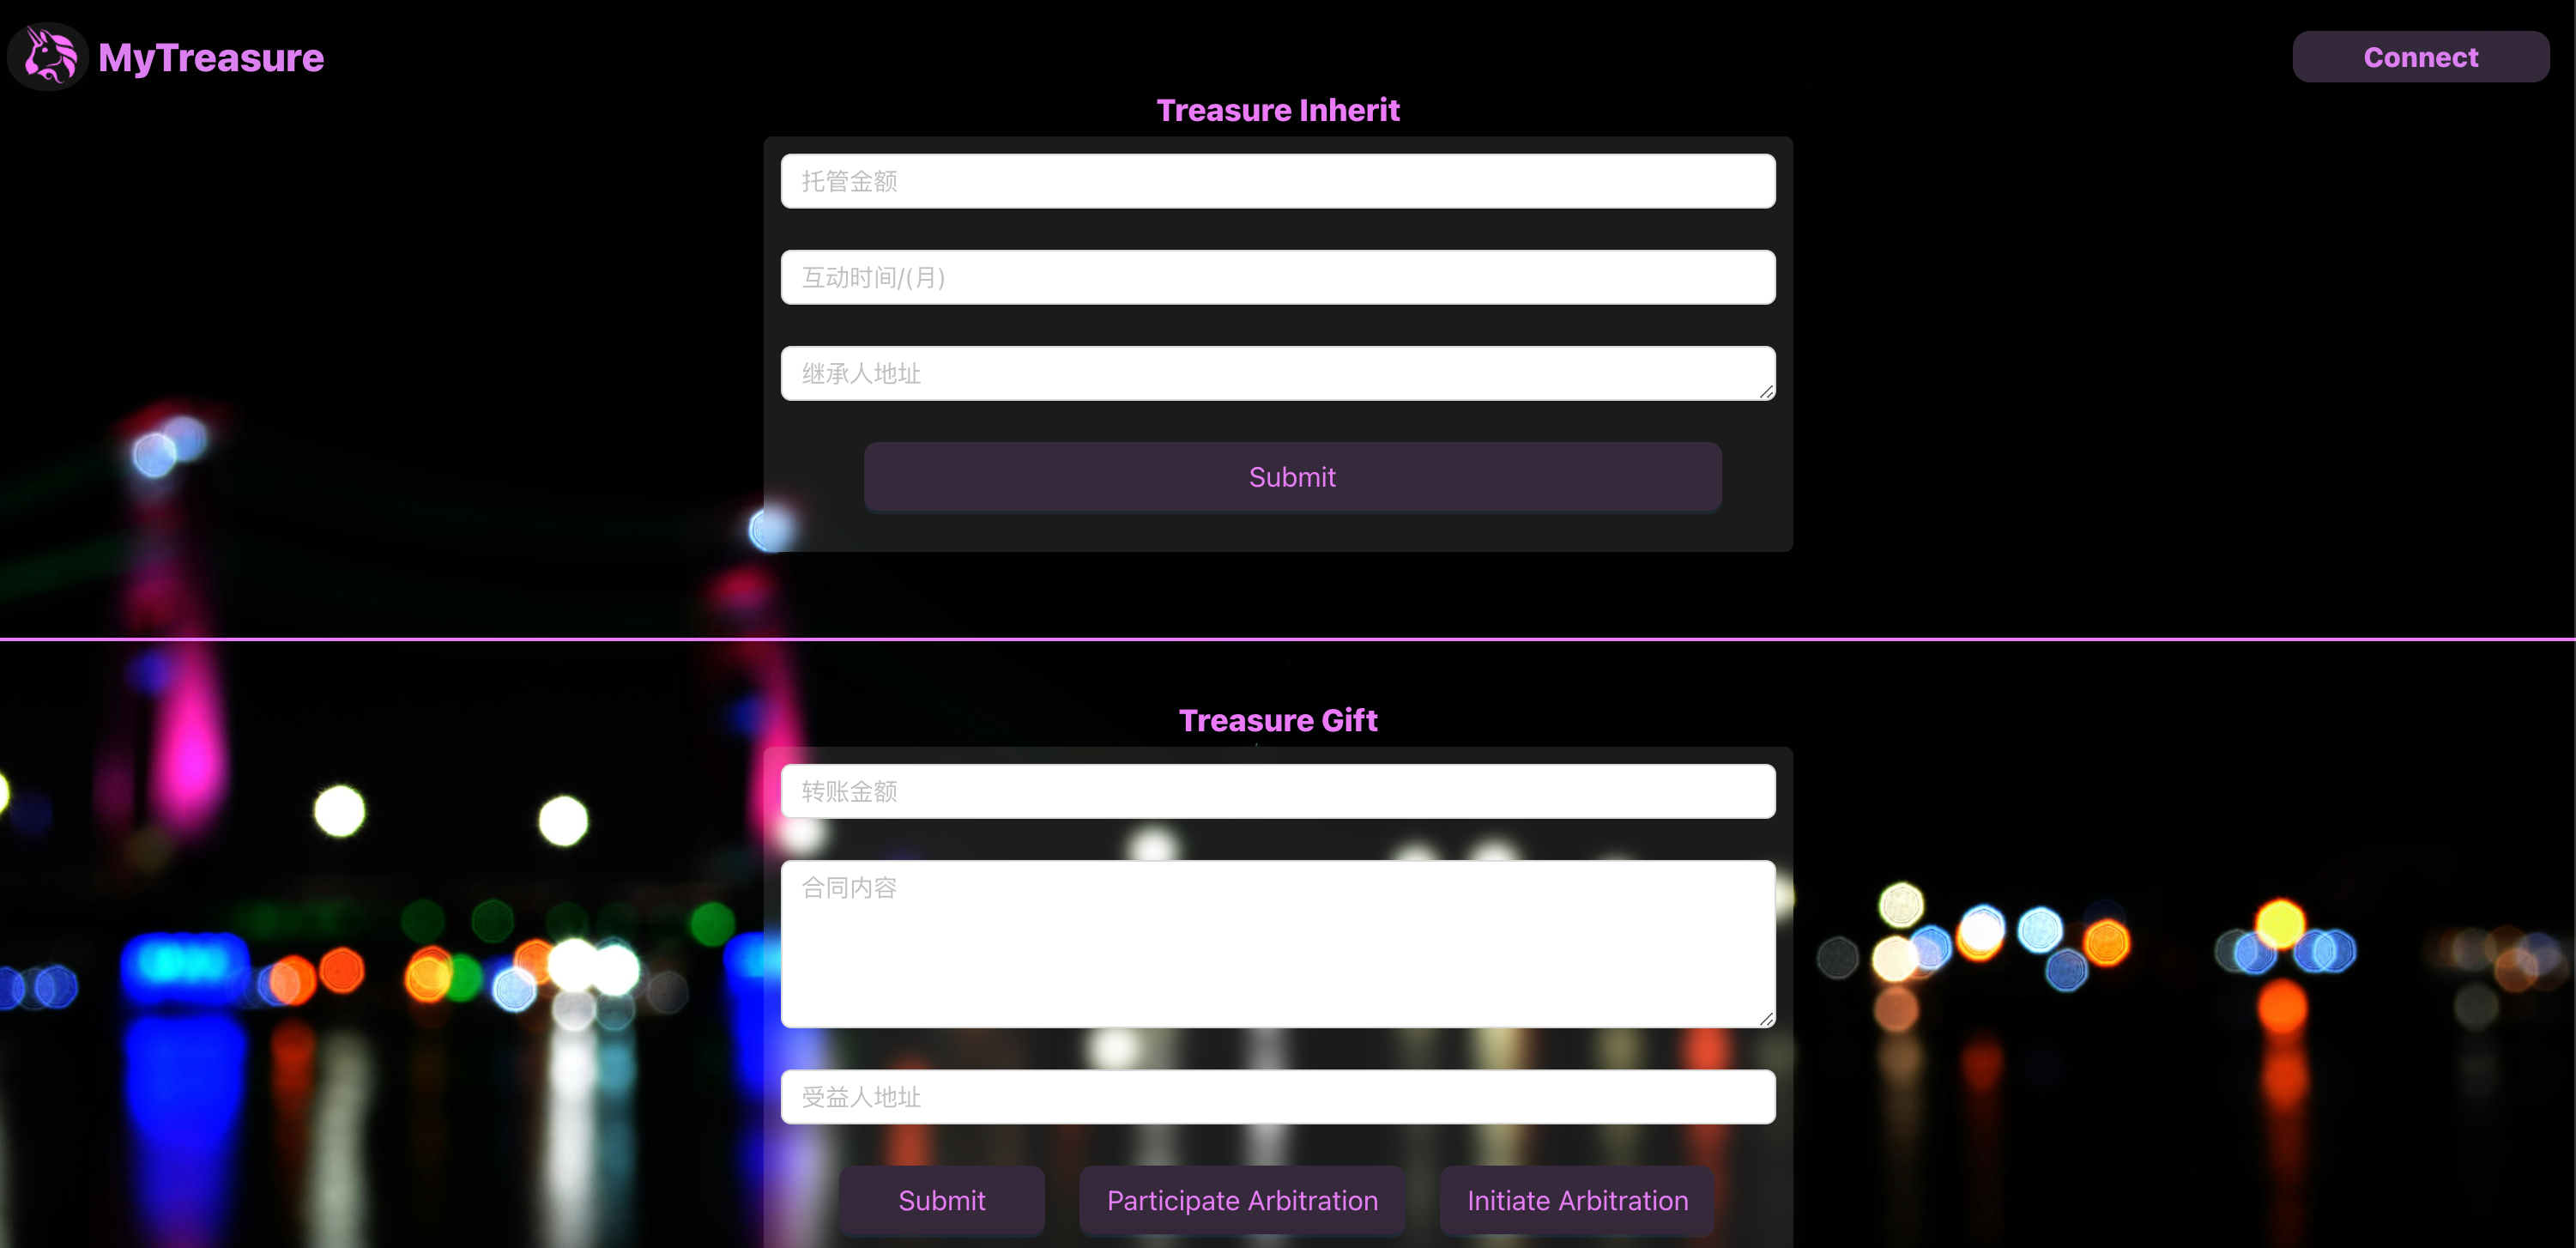 MyTreasure
Connect
Treasure Inherit
托管金额
互动时间/(月)
继承人地址
Submit
Treasure Gift
转账金额
合同内容
受益人地址
Submit
Participate Arbitration
Initiate Arbitration